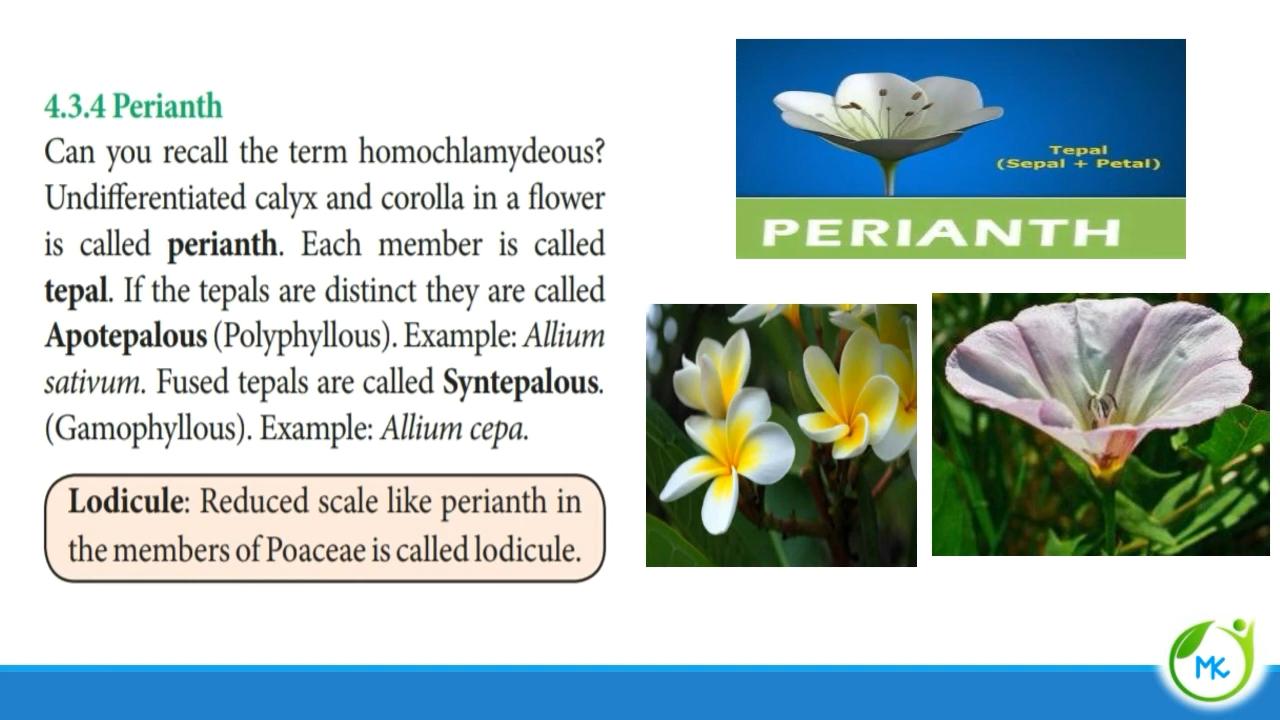 4.3.4 Perianth
Can you recall the term homochlamydeous?
Undifferentiated calyx and corolla in a flower
is called perianth. Each member is called
tepal. If the tepals are distinct they are called
Apotepalous (Polyphyllous). Example: Allium
sativum. Fused tepals are called Syntepalous.
(Gamophyllous). Example: Allium cepa.
Lodicule: Reduced scale like perianth in
the members of Poaceae is called lodicule.
Tepal
(Sepal + Petal)
PERIANTH
MK